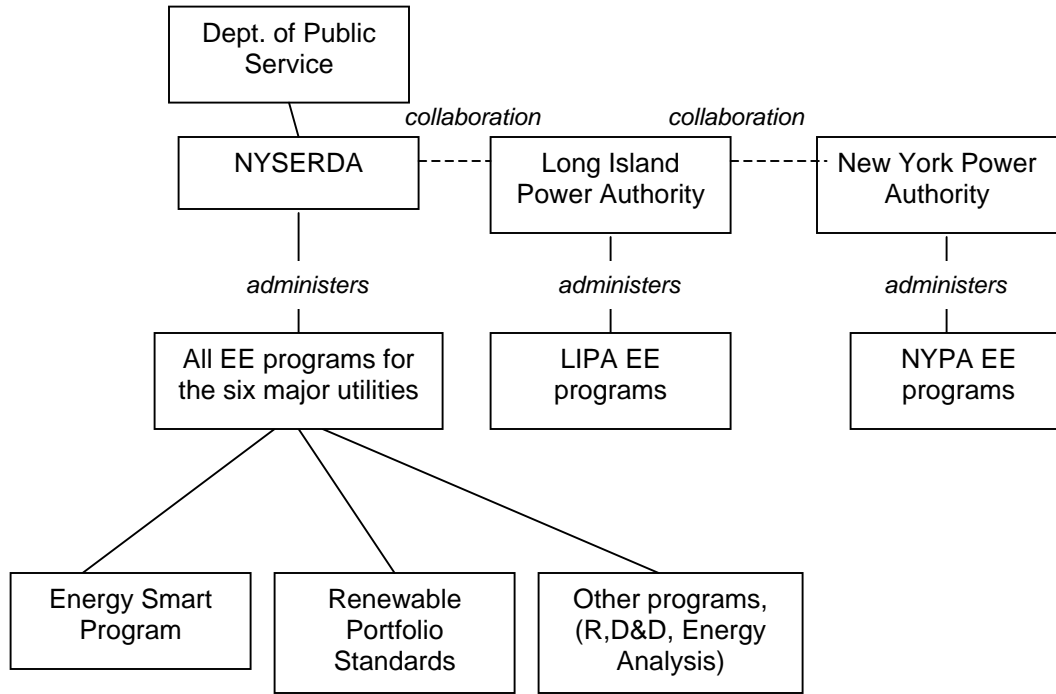 Dept. of Public
Service
collaboration
collaboration
NYSERDA
Long Island
Power Authority
New York Power
Authority
administers
administers
administers
All EE programs for
the six major utilities
LIPA EE
programs
NYPA EE
programs
Energy Smart
Program
Renewable
Portfolio
Standards
Other programs,
(R,D&D, Energy
Analysis)